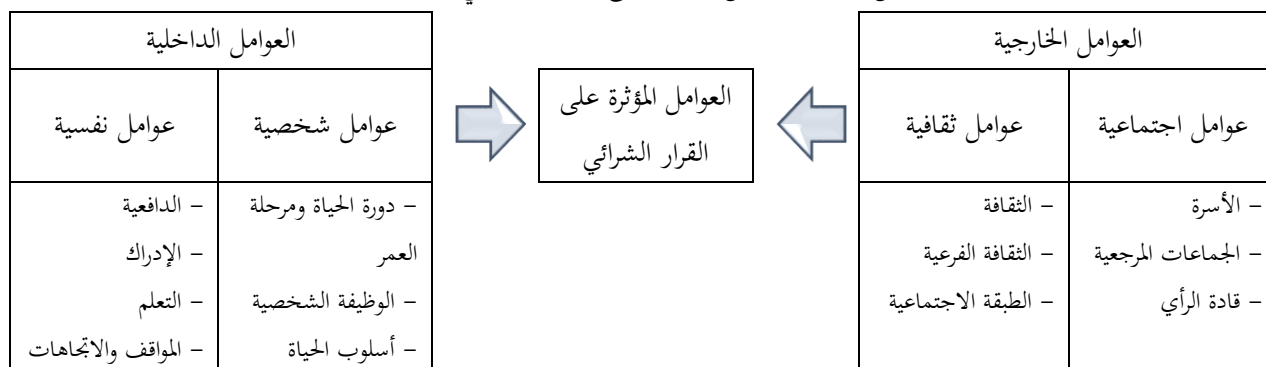 العوامل الخارجية
عوامل اجتماعية
عوامل ثقافية
– الأسرة
– الجماعات المرجعية
– قادة الرأي
– الثقافة
– الثقافة الفرعية
– الطبقة الاجتماعية
العوامل المؤثرة على
القرار الشرائي
العوامل الداخلية
عوامل شخصية
عوامل نفسية
– دورة الحياة ومرحلة
العمر
– الوظيفة الشخصية
– أسلوب الحياة
– الدافعية
– الإدراك
– التعلم
– المواقف والاتجاهات